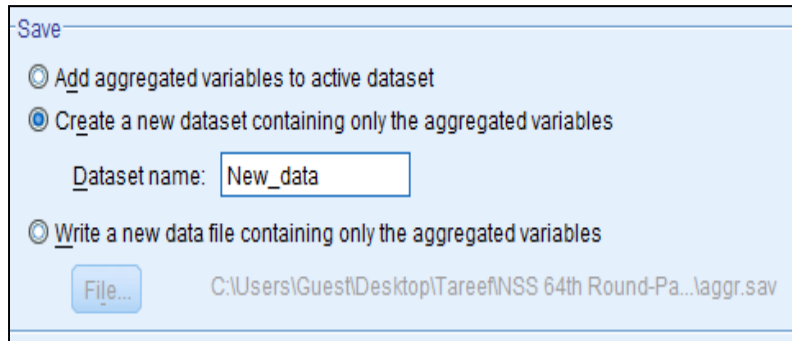 Save
Add aggregated variables to active dataset
Create a new dataset containing only the aggregated variables
Dataset name: New_data
Write a new data file containing only the aggregated variables
File... C:\Users\Guest\Desktop\Tareef\NSS 64th Round-Pa...\aggr.sav